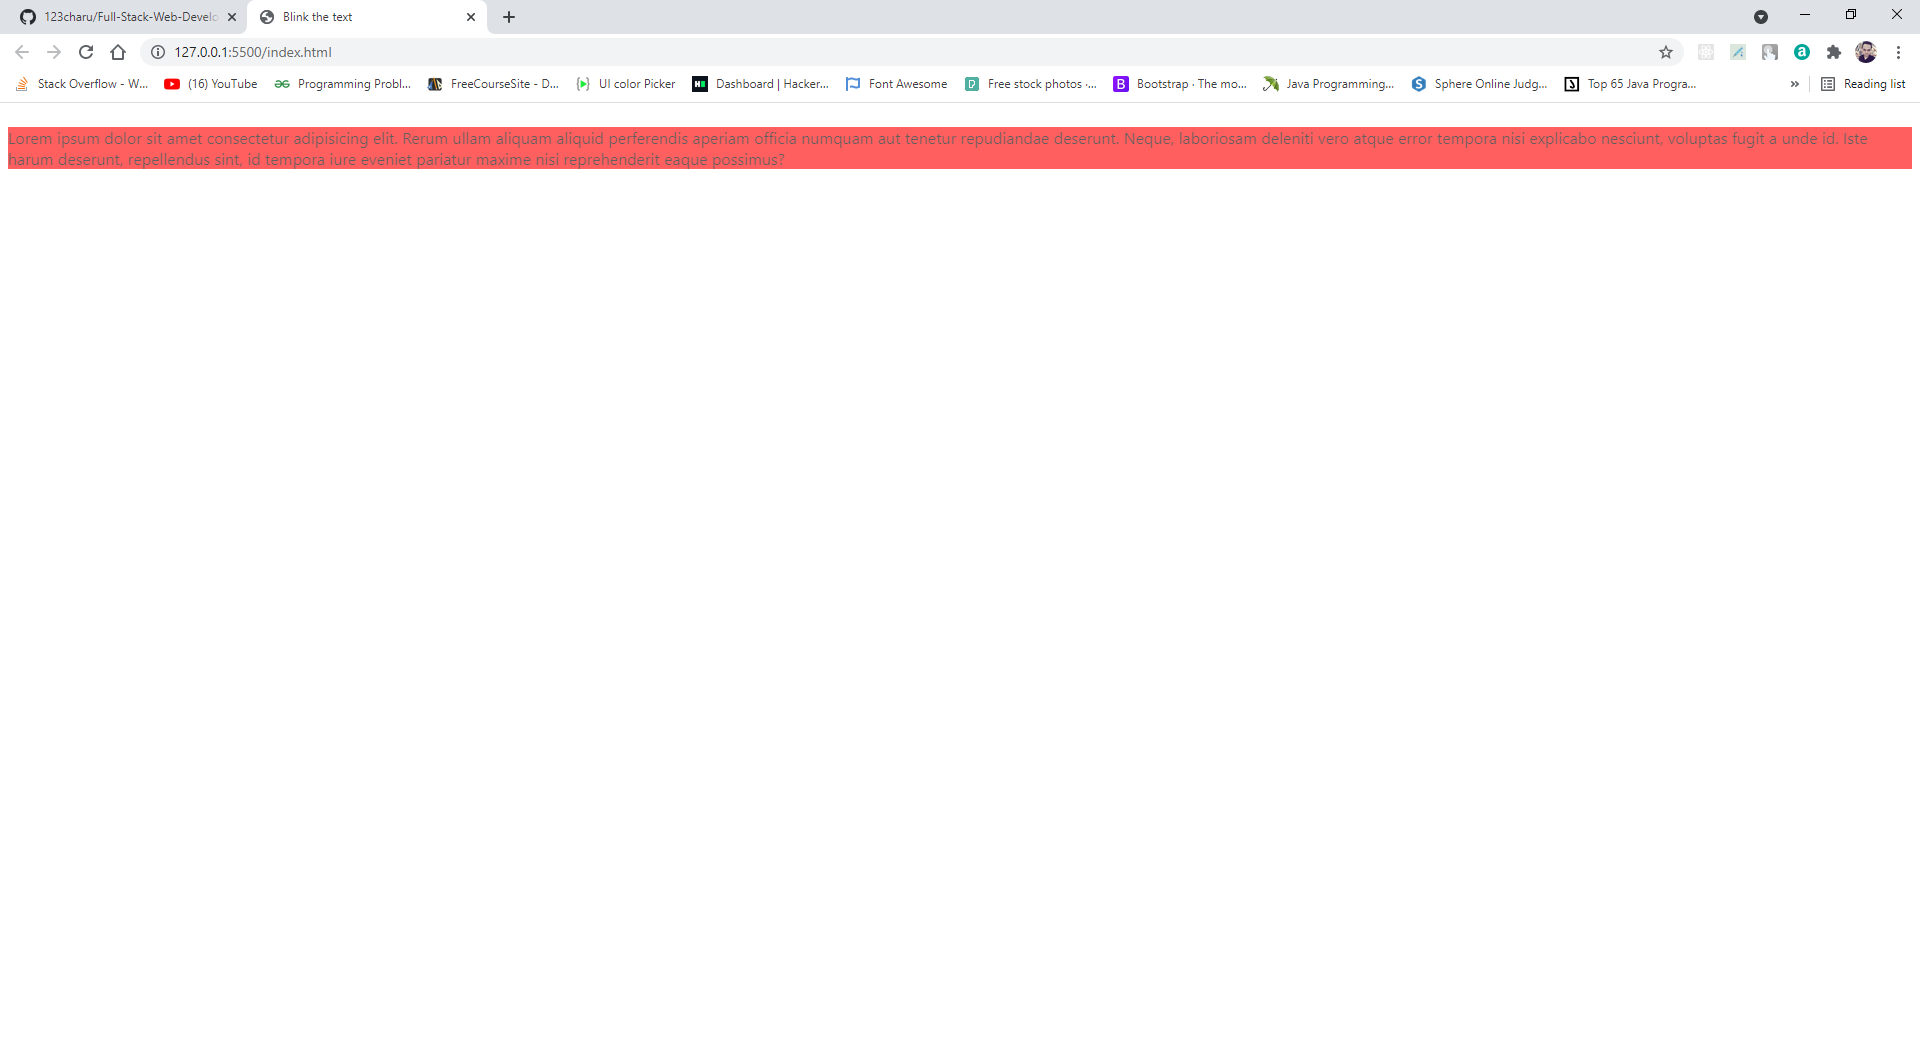 123charu/Full-Stack-Web-Develo
Blink the text
127.0.0.1:5500/index.html
Stack Overflow - W... (16) YouTube Programming Probl... FreeCourseSite - D... UI color Picker Dashboard | Hacker... Font Awesome Free stock photos ·... Bootstrap · The mo... Java Programming... Sphere Online Judg... Top 65 Java Progra... » Reading list
Lorem ipsum dolor sit amet consectetur adipisicing elit. Rerum ullam aliquam aliquid perferendis aperiam officia numquam aut tenetur repudiandae deserunt. Neque, laboriosam deleniti vero atque error tempora nisi explicabo nesciunt, voluptas fugit a unde id. Iste
harum deserunt, repellendus sint, id tempora iure eveniet pariatur maxime nisi reprehenderit eaque possimus?